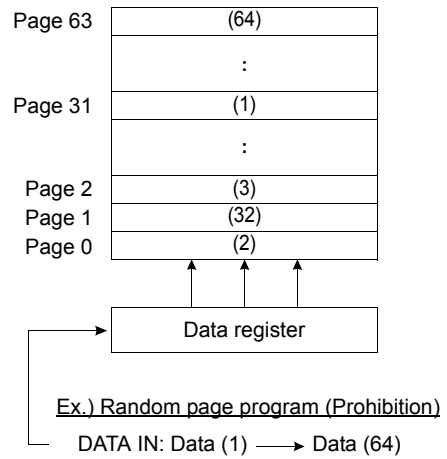 Page 63 (64)
:
Page 31 (1)
:
Page 2 (3)
Page 1 (32)
Page 0 (2)
Data register
Ex.) Random page program (Prohibition)
DATA IN: Data (1) Data (64)